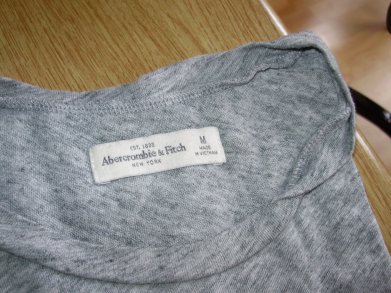 EST. 1892
Abercrombie & Fitch
NEW YORK
M
MADE
IN VIETNAM